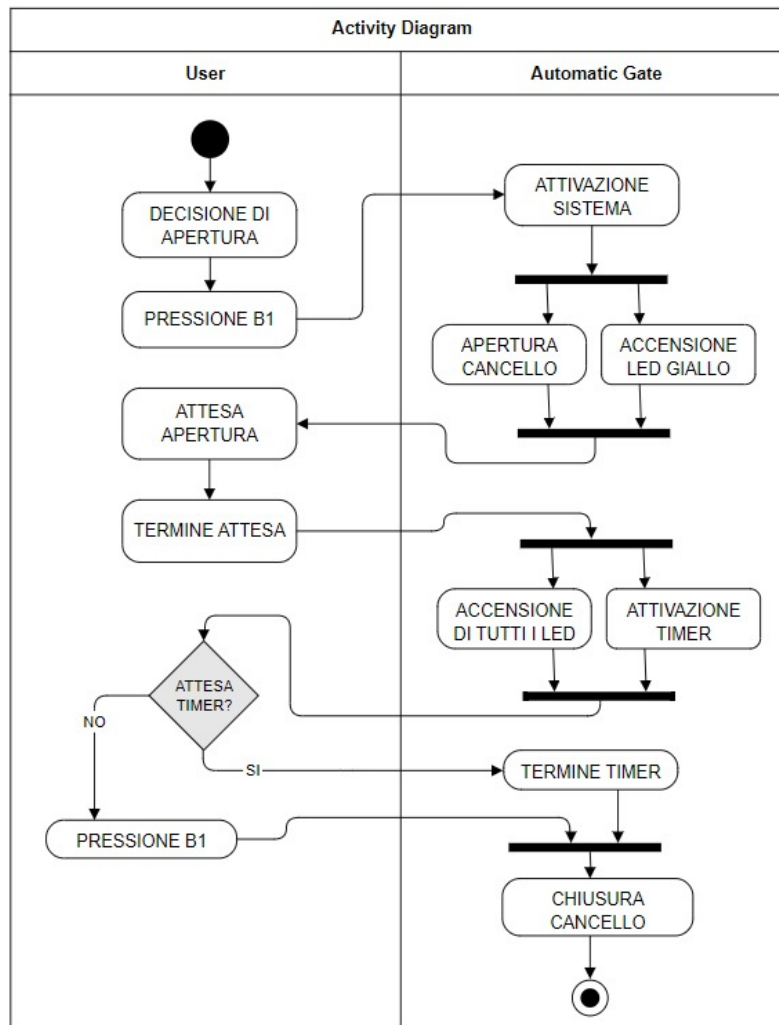 Activity Diagram
User
Automatic Gate
DECISIONE DI
APERTURA
ATTIVAZIONE
SISTEMA
PRESSIONE B1
APERTURA
CANCELLO
ACCENSIONE
LED GIALLO
ATTESA
APERTURA
TERMINE ATTESA
ACCENSIONE
DI TUTTI I LED
ATTIVAZIONE
TIMER
ATTESA
TIMER?
NO
SI
TERMINE TIMER
PRESSIONE B1
CHIUSURA
CANCELLO